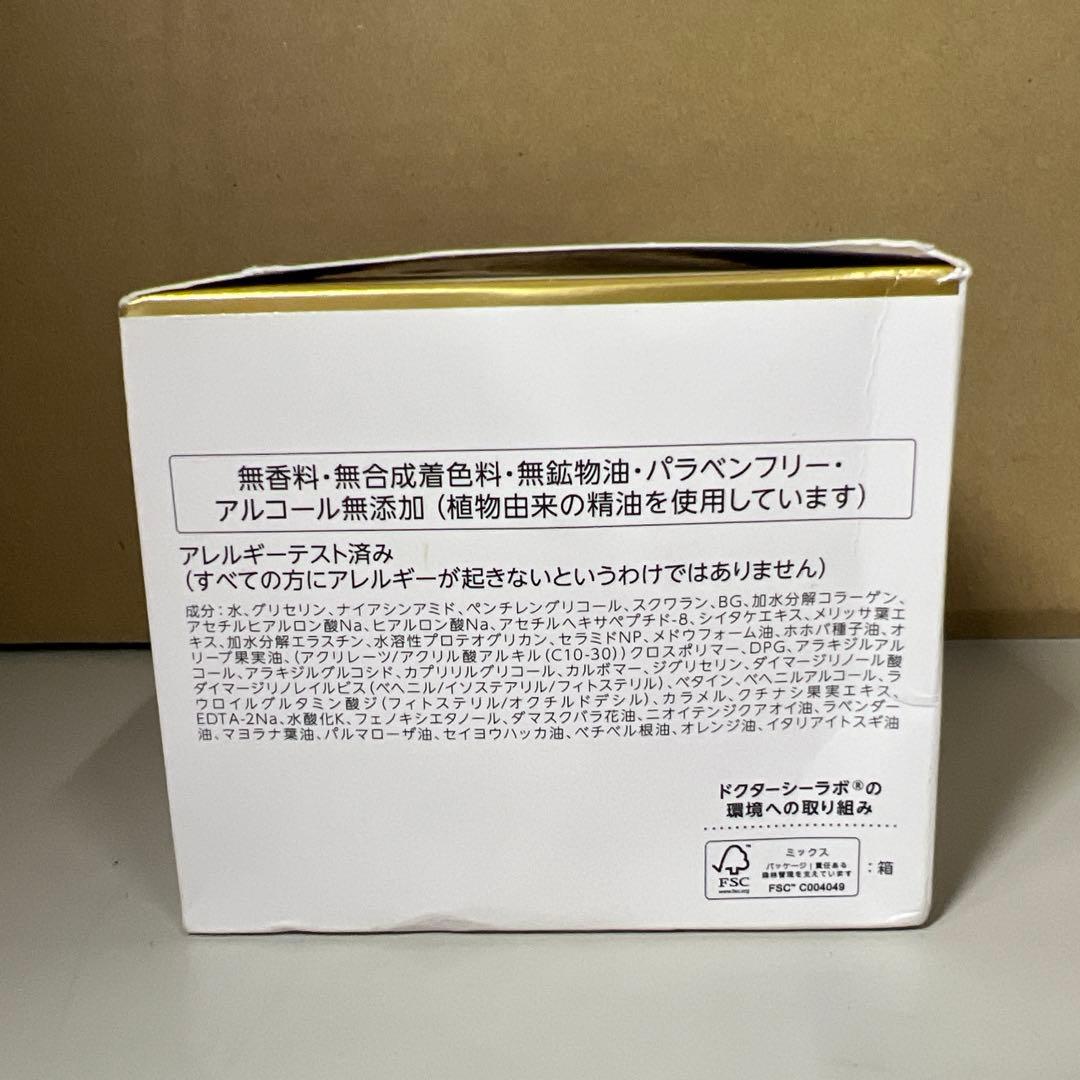 無香料・無合成着色料・無鉱物油・パラベンフリー・
アルコール無添加（植物由来の精油を使用しています）
アレルギーテスト済み
（すべての方にアレルギーが起きないというわけではありません）
成分：水、グリセリン、ナイアシンアミド、ペンチレングリコール、スクワラン、BG、加水分解コラーゲン、
アセチルヒアルロン酸Na、ヒアルロン酸Na、アセチルヘキサペプチド-8、シイタケエキス、メリッサ葉エ
キス、加水分解エラスチン、水溶性プロテオグリカン、セラミドNP、メドウフォーム油、ホホバ種子油、オ
リーブ果実油、（アクリレーツ/アクリル酸アルキル（C10-30））クロスポリマー、DPG、アラキジルアル
コール、アラキジルグルコシド、カプリリルグリコール、カルボマー、ジグリセリン、ダイマージリノール酸
ダイマージリノレイルビス（ベヘニル/イソステアリル/フィトステリル）、ベタイン、ベヘニルアルコール、ラ
ウロイルグルタミン酸ジ（フィトステリル/オクチルドデシル）、カラメル、クチナシ果実エキス、
EDTA-2Na、水酸化K、フェノキシエタノール、ダマスクバラ花油、ニオイテンジクアオイ油、ラベンダー
油、マヨラナ葉油、パルマローザ油、セイヨウハッカ油、ベチベル根油、オレンジ油、イタリアイトスギ油
ドクターシーラボ®の
環境への取り組み
FSC
www.fsc.org
ミックス
パッケージ｜責任ある
森林管理を支えています
FSC™ C004049
：箱